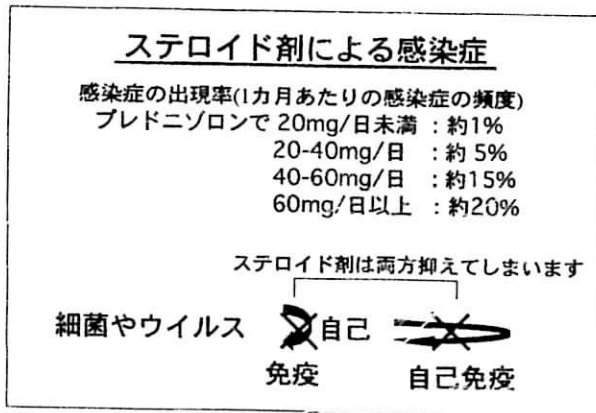 ステロイド剤による感染症
感染症の出現率(1カ月あたりの感染症の頻度)
プレドニゾロンで 20mg/日未満 : 約1%
20-40mg/日 : 約 5%
40-60mg/日 : 約15%
60mg/日以上 : 約20%
ステロイド剤は両方抑えてしまいます
細菌やウイルス 自己
免疫 自己免疫